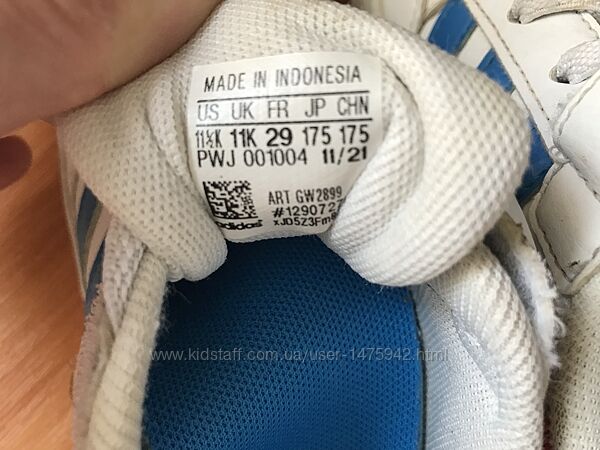 MADE IN INDONESIA
US UK FR JP CHN
11½K 11K 29 175 175
PWJ 001004 11/21
ART GW2899
#1290727
adidas
www.kidstaff.com.ua/user-1475942.html